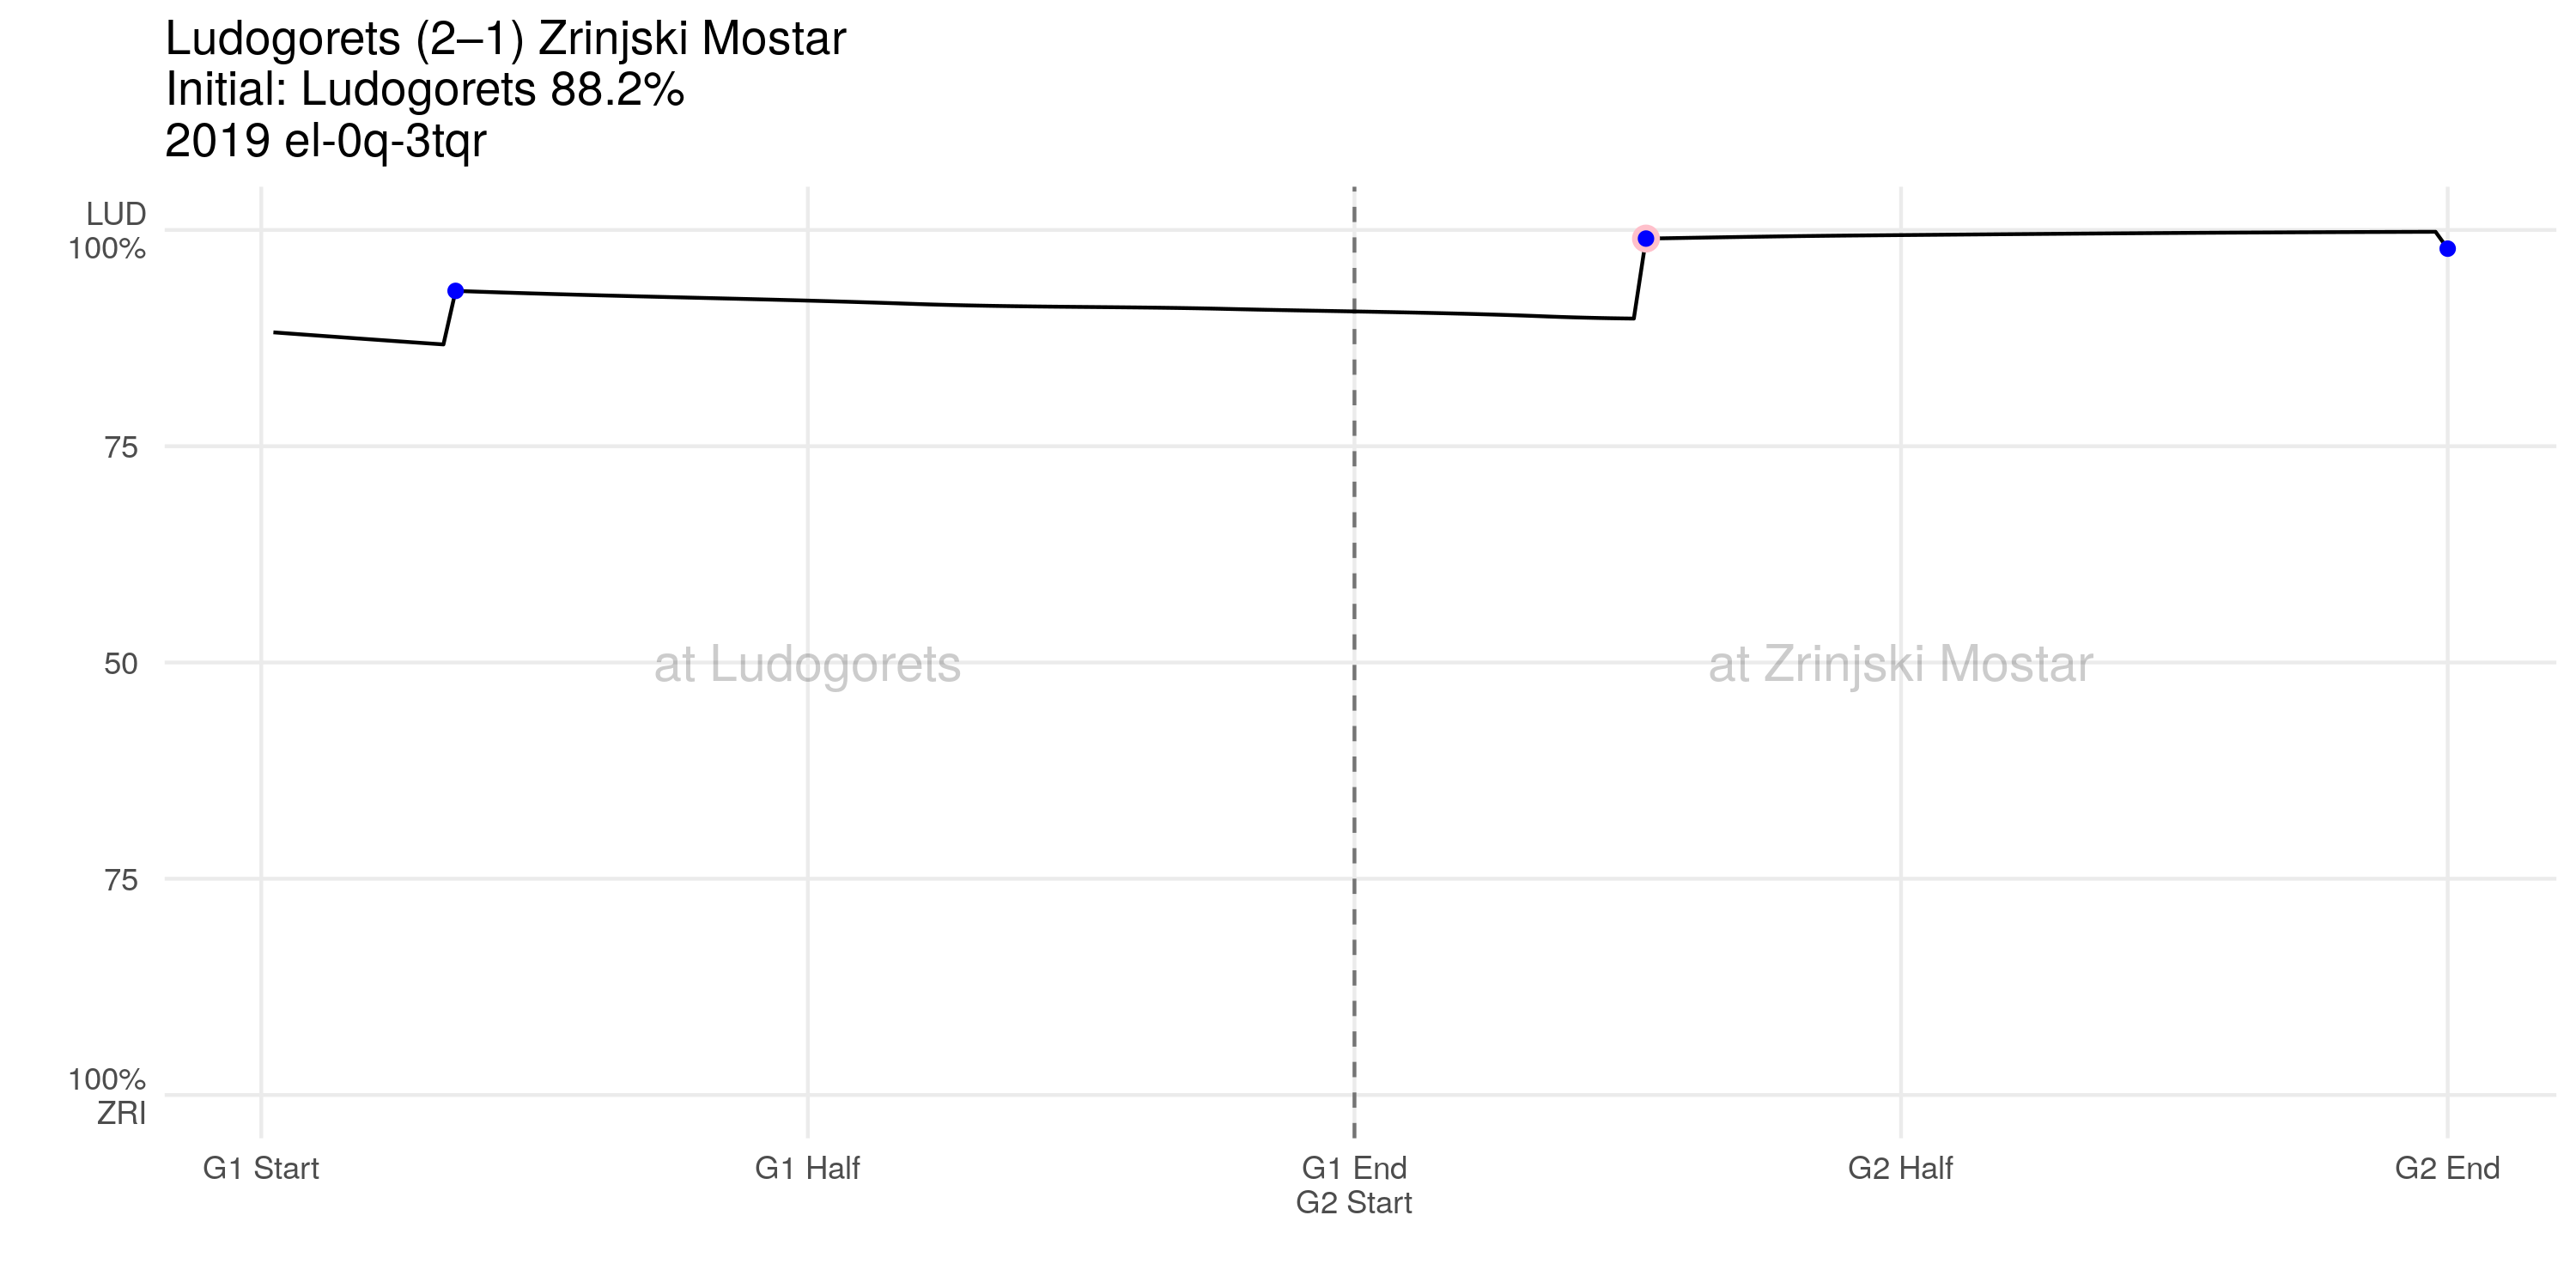 Ludogorets (2–1) Zrinjski Mostar
Initial: Ludogorets 88.2%
2019 el-0q-3tqr
LUD
100%
75
50
75
100%
ZRI
at Ludogorets
at Zrinjski Mostar
G1 Start
G1 Half
G1 End
G2 Start
G2 Half
G2 End